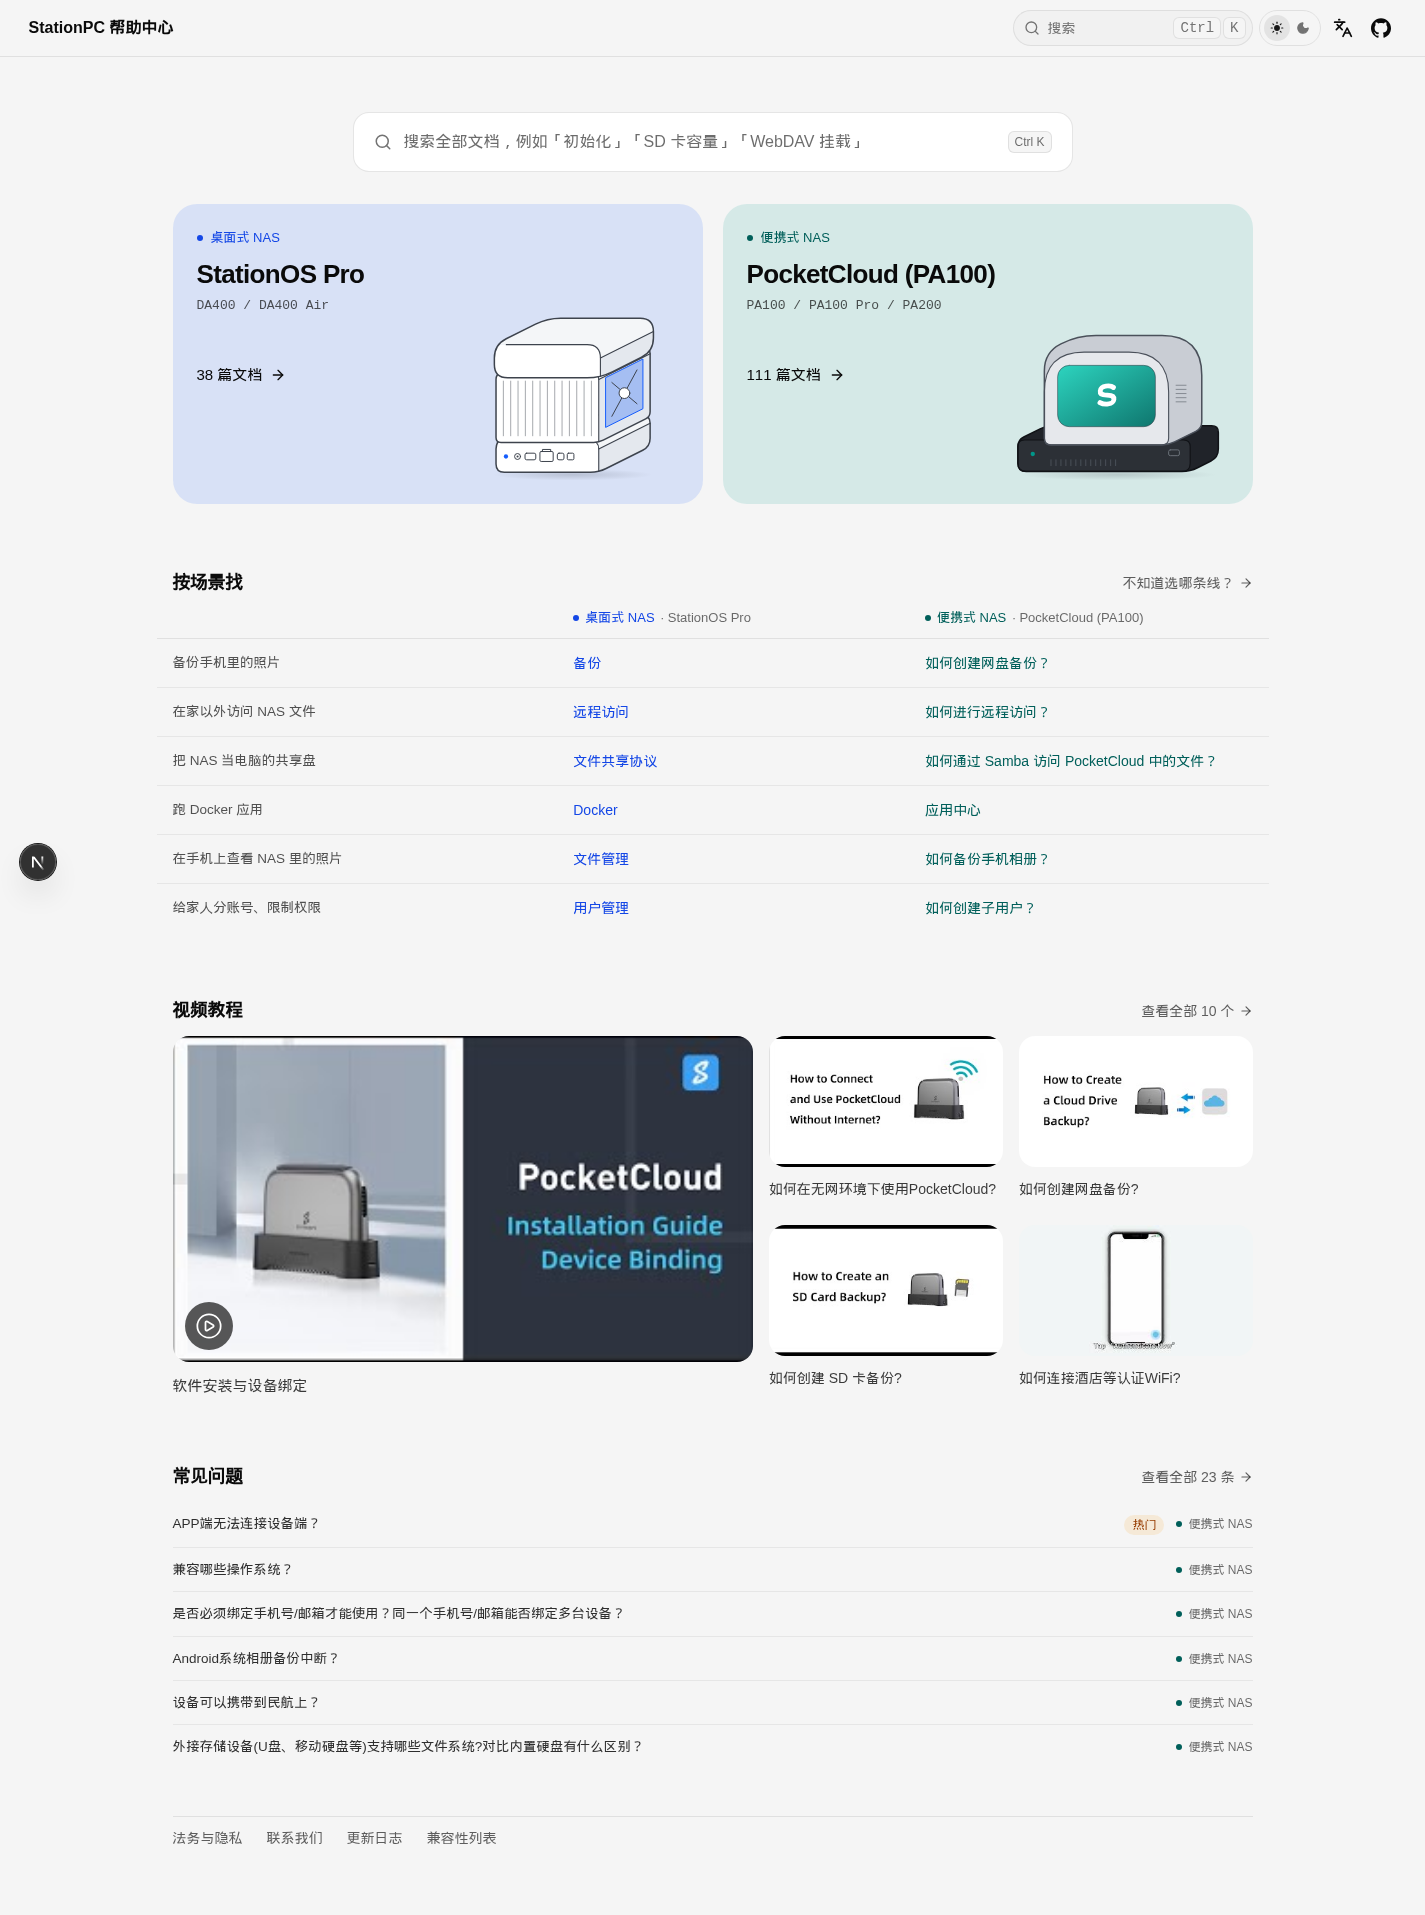 StationPC 帮助中心
搜索
Ctrl K
搜索全部文档，例如「初始化」「SD 卡容量」「WebDAV 挂载」
Ctrl K
桌面式 NAS
StationOS Pro
DA400 / DA400 Air
38 篇文档
便携式 NAS
PocketCloud (PA100)
PA100 / PA100 Pro / PA200
111 篇文档
按场景找
不知道选哪条线？
桌面式 NAS · StationOS Pro
便携式 NAS · PocketCloud (PA100)
备份手机里的照片
备份
如何创建网盘备份？
在家以外访问 NAS 文件
远程访问
如何进行远程访问？
把 NAS 当电脑的共享盘
文件共享协议
如何通过 Samba 访问 PocketCloud 中的文件？
跑 Docker 应用
Docker
应用中心
在手机上查看 NAS 里的照片
文件管理
如何备份手机相册？
给家人分账号、限制权限
用户管理
如何创建子用户？
视频教程
查看全部 10 个
PocketCloud
Installation Guide
Device Binding
软件安装与设备绑定
How to Connect
and Use PocketCloud
Without Internet?
如何在无网环境下使用PocketCloud?
How to Create
a Cloud Drive
Backup?
如何创建网盘备份?
How to Create an
SD Card Backup?
如何创建 SD 卡备份?
如何连接酒店等认证WiFi?
常见问题
查看全部 23 条
APP端无法连接设备端？
热门
便携式 NAS
兼容哪些操作系统？
便携式 NAS
是否必须绑定手机号/邮箱才能使用？同一个手机号/邮箱能否绑定多台设备？
便携式 NAS
Android系统相册备份中断？
便携式 NAS
设备可以携带到民航上？
便携式 NAS
外接存储设备(U盘、移动硬盘等)支持哪些文件系统?对比内置硬盘有什么区别？
便携式 NAS
法务与隐私
联系我们
更新日志
兼容性列表